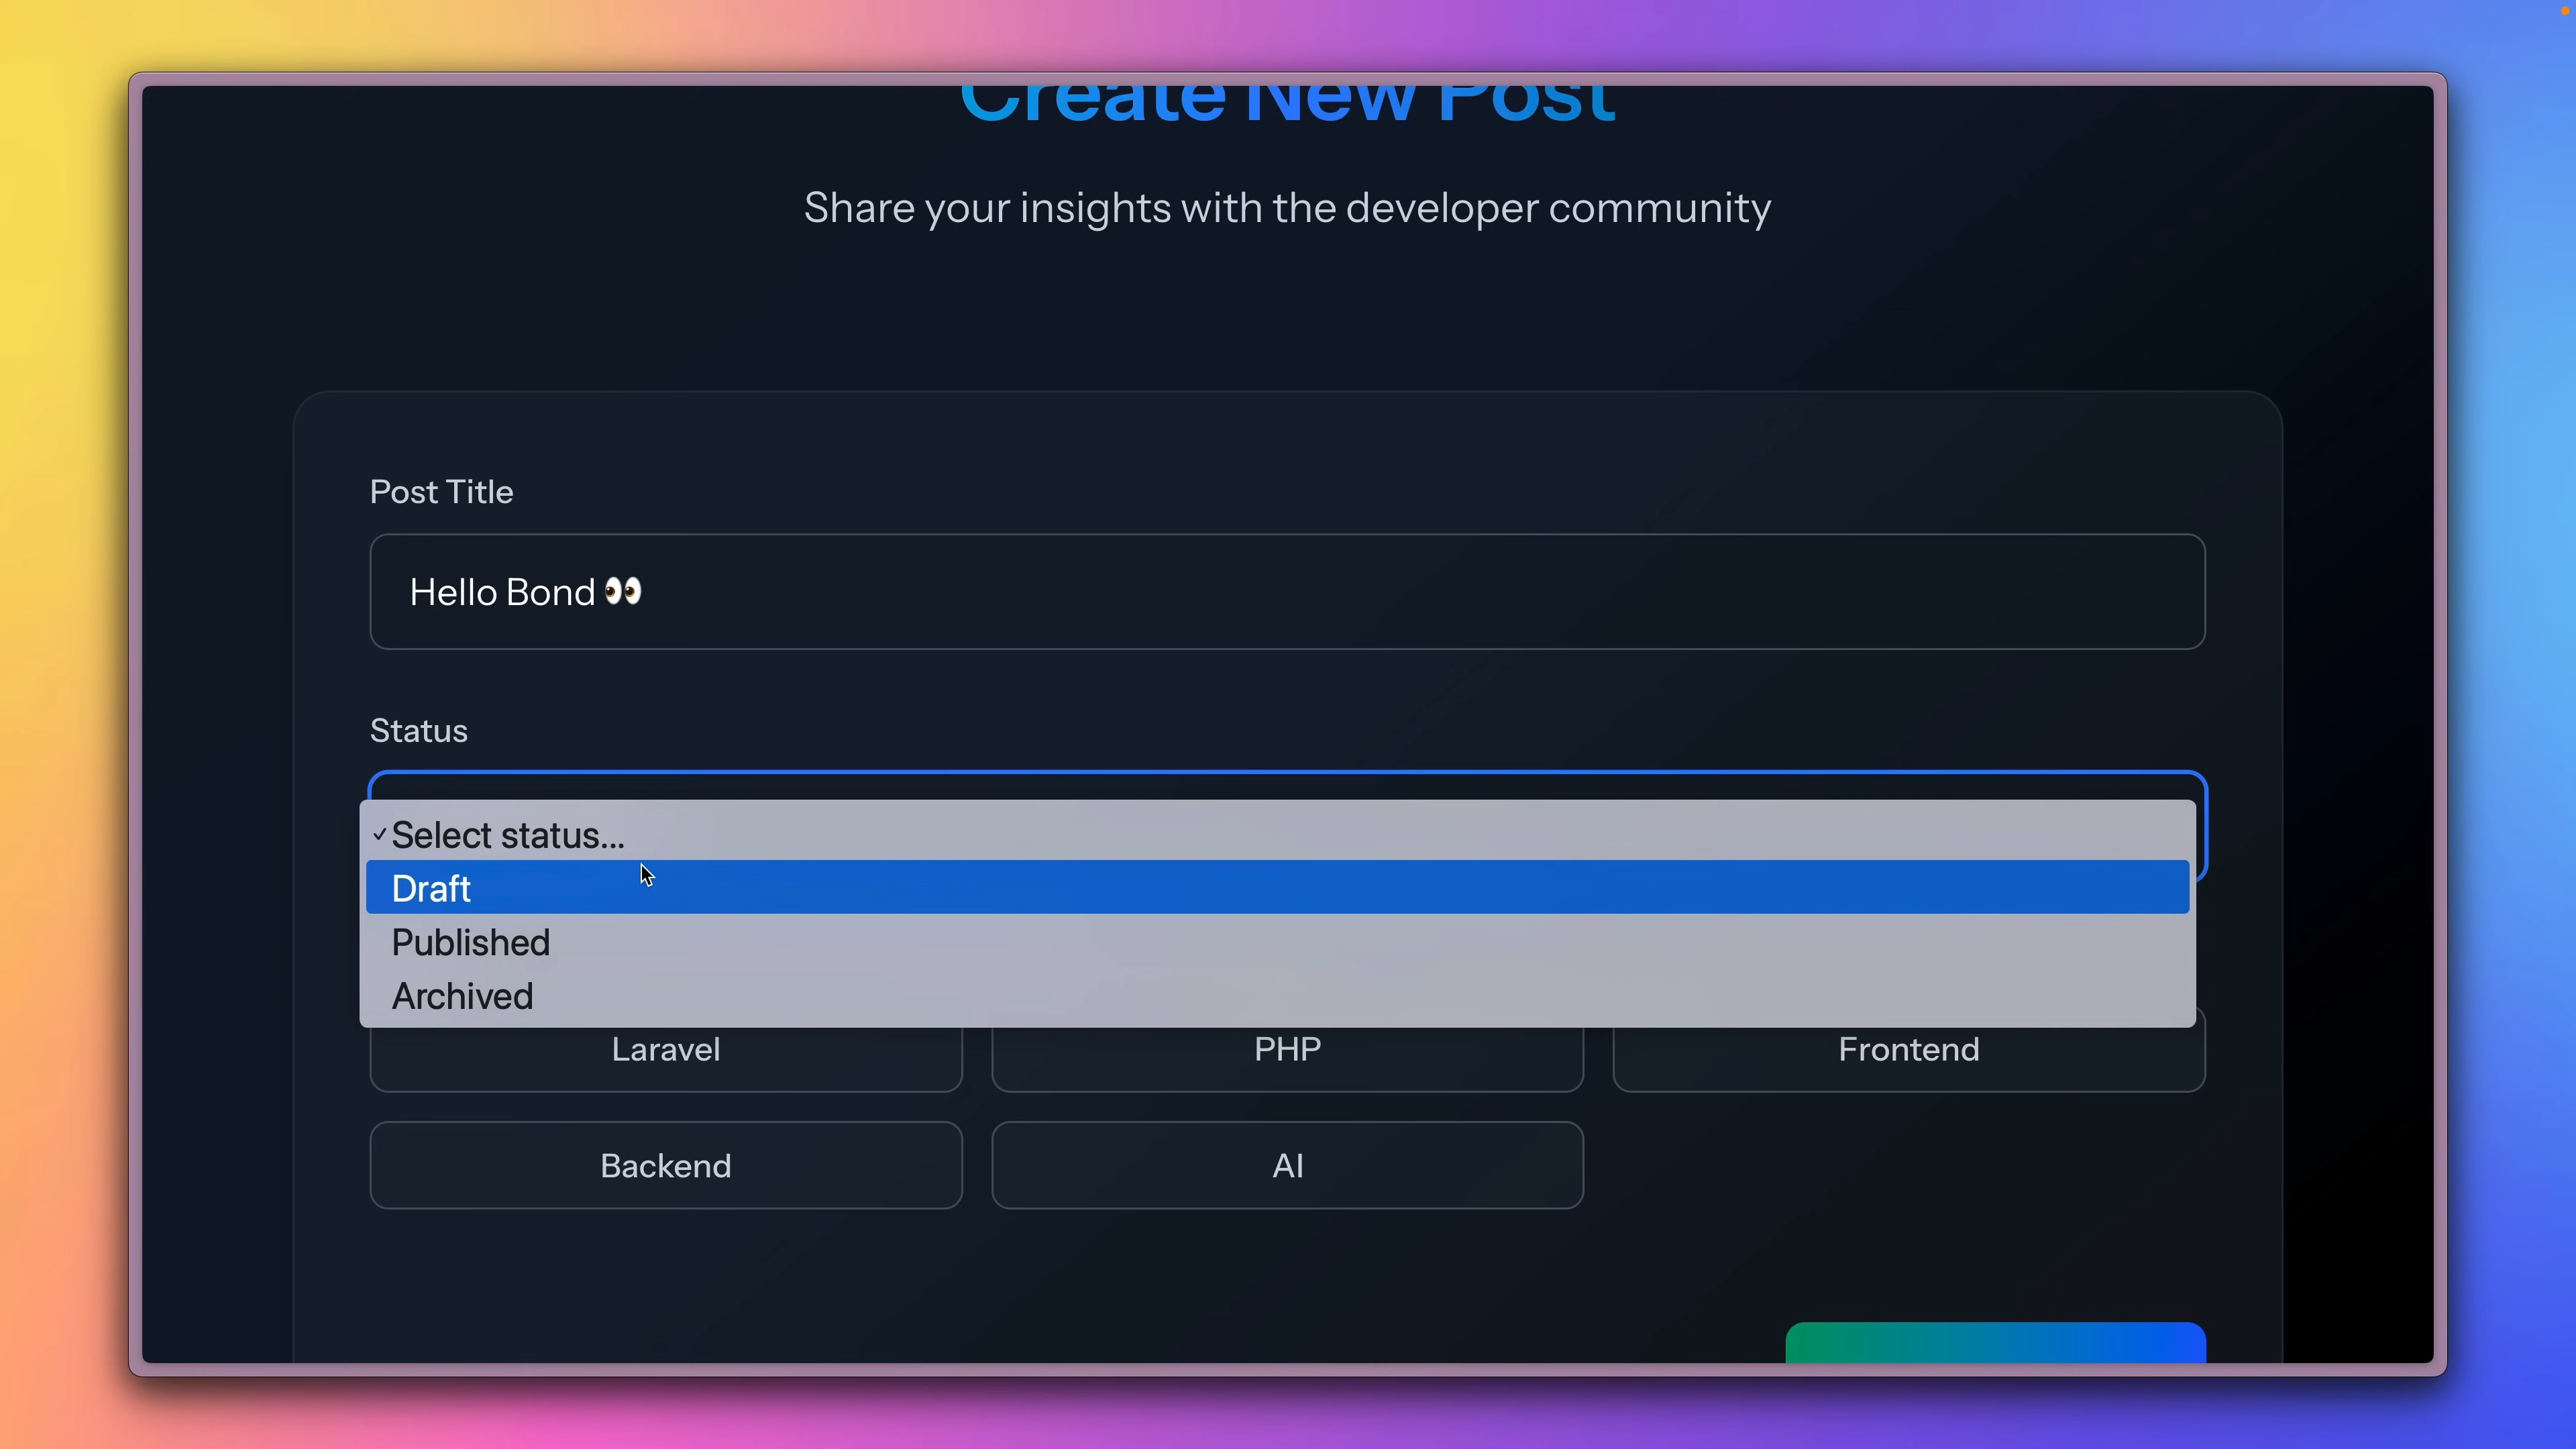 Create New Post
Share your insights with the developer community
Post Title
Hello Bond 👀
Status
✓ Select status...
Draft
Published
Archived
Laravel PHP Frontend
Backend AI